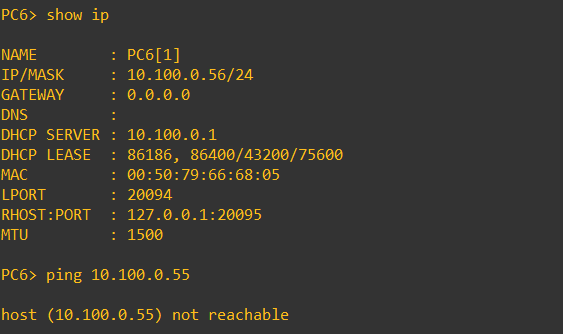 PC6> show ip
NAME : PC6[1]
IP/MASK : 10.100.0.56/24
GATEWAY : 0.0.0.0
DNS :
DHCP SERVER : 10.100.0.1
DHCP LEASE : 86186, 86400/43200/75600
MAC : 00:50:79:66:68:05
LPORT : 20094
RHOST:PORT : 127.0.0.1:20095
MTU : 1500
PC6> ping 10.100.0.55
host (10.100.0.55) not reachable